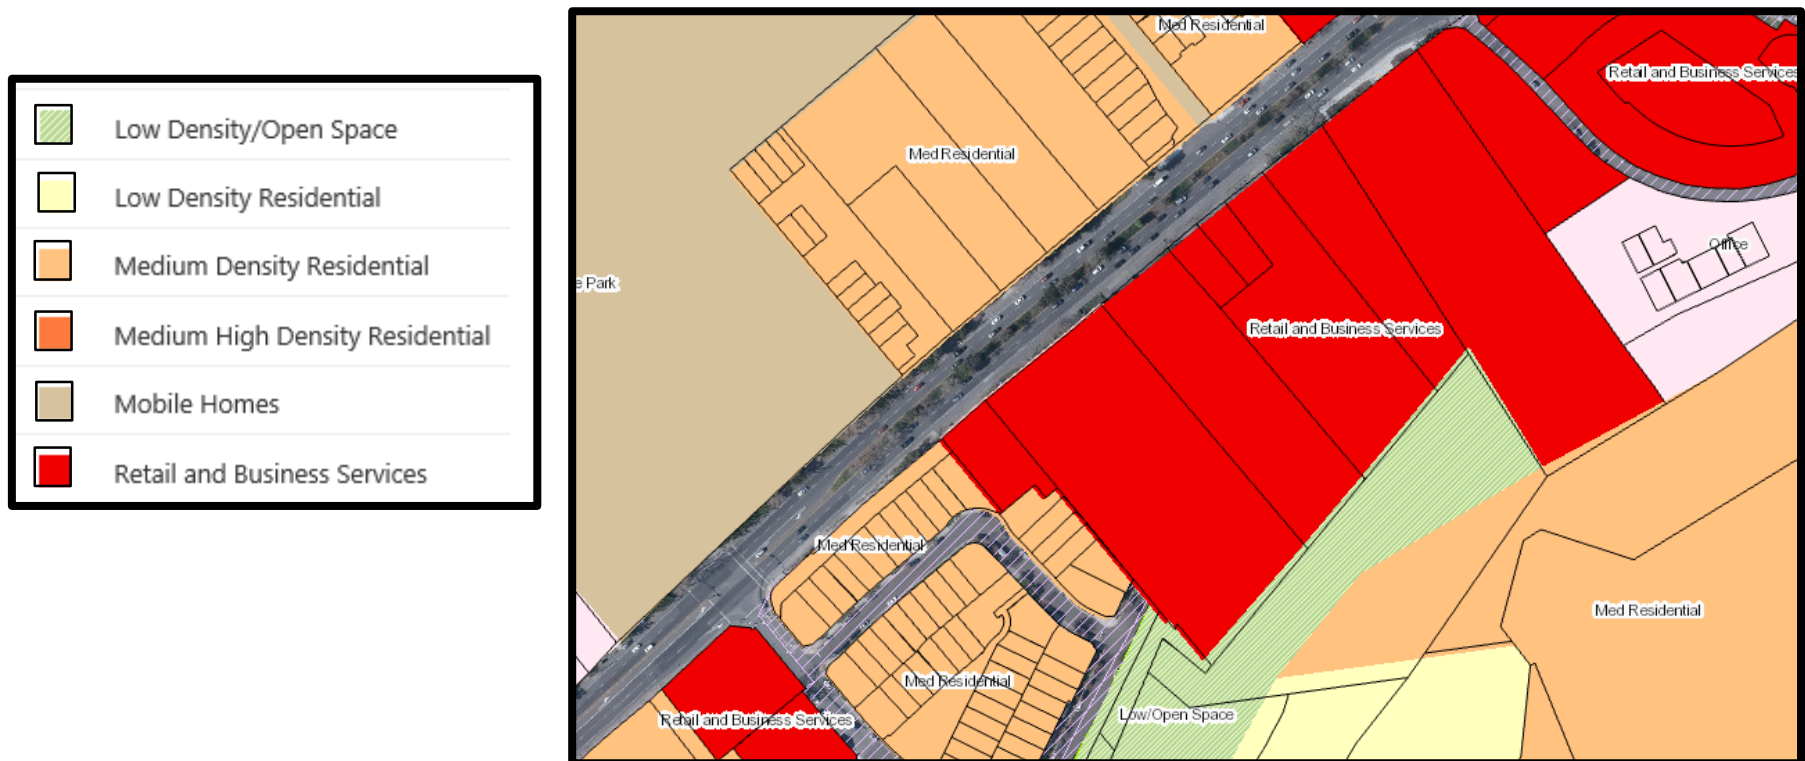 Low Density/Open Space
Low Density Residential
Medium Density Residential
Medium High Density Residential
Mobile Homes
Retail and Business Services
Med Residential
Retail and Business Services
Med Residential
Office
e Park
Retail and Business Services
Med Residential
Med Residential
Med Residential
Low/Open Space
Retail and Business Services